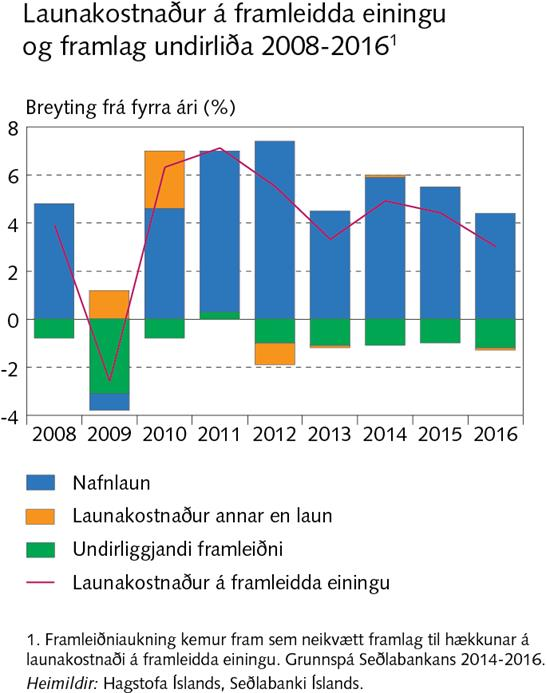 Launakostnaður á framleidda einingu
og framlag undirliða 2008-2016¹
Breyting frá fyrra ári (%)
8
6
4
2
0
-2
-4
2008 2009 2010 2011 2012 2013 2014 2015 2016
Nafnlaun
Launakostnaður annar en laun
Undirliggjandi framleiðni
Launakostnaður á framleidda einingu
1. Framleiðniaukning kemur fram sem neikvætt framlag til hækkunar á
launakostnaði á framleidda einingu. Grunnspá Seðlabankans 2014-2016.
Heimildir: Hagstofa Íslands, Seðlabanki Íslands.